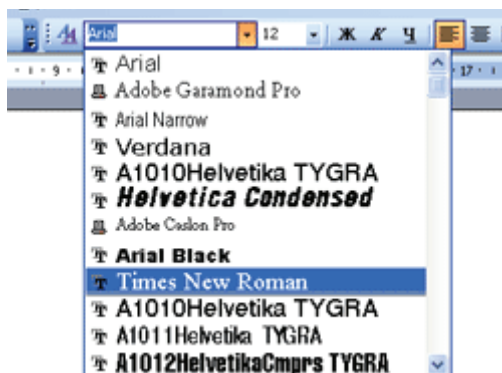 Arial 12 Ж К Ч
9 17
Arial
Adobe Garamond Pro
Arial Narrow
Verdana
A1010Helvetika TYGRA
Helvetica Condensed
Adobe Caslon Pro
Arial Black
Times New Roman
A1010Helvetika TYGRA
A1011Helvetika TYGRA
A1012HelvetikaCmprs TYGRA